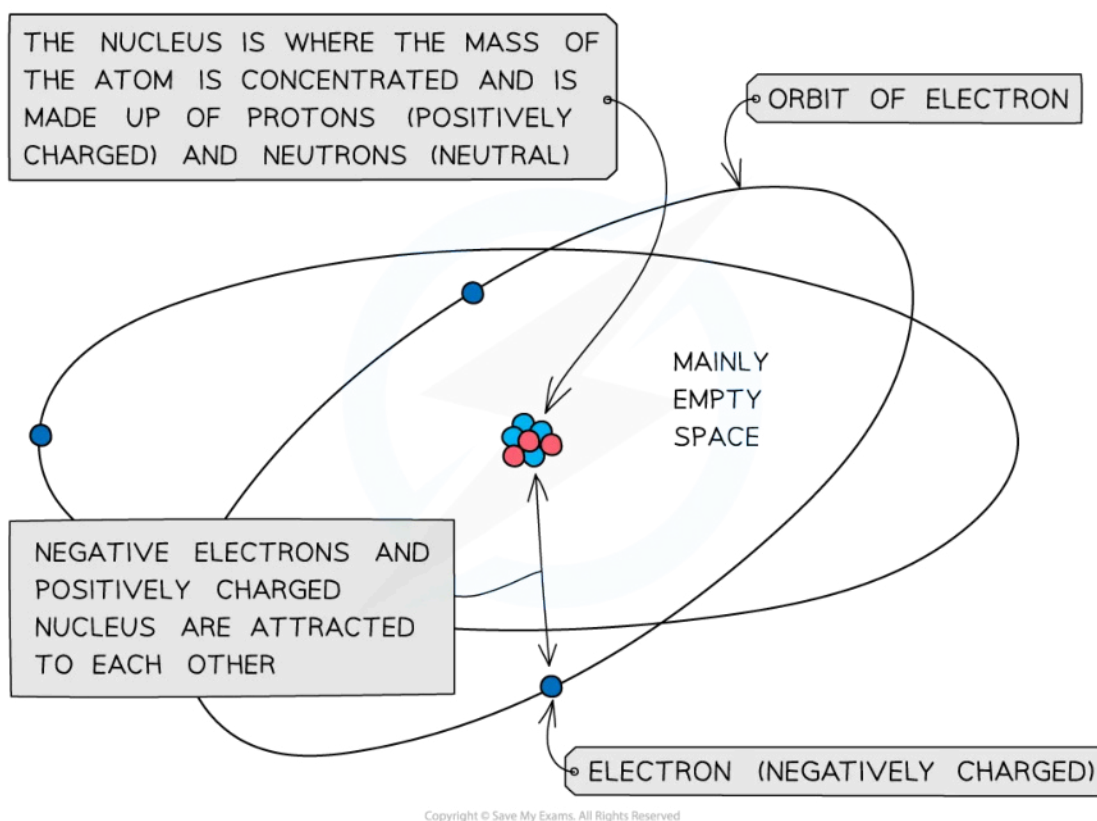 THE NUCLEUS IS WHERE THE MASS OF
THE ATOM IS CONCENTRATED AND IS
MADE UP OF PROTONS (POSITIVELY
CHARGED) AND NEUTRONS (NEUTRAL)
ORBIT OF ELECTRON
MAINLY
EMPTY
SPACE
NEGATIVE ELECTRONS AND
POSITIVELY CHARGED
NUCLEUS ARE ATTRACTED
TO EACH OTHER
ELECTRON (NEGATIVELY CHARGED)
Copyright © Save My Exams. All Rights Reserved